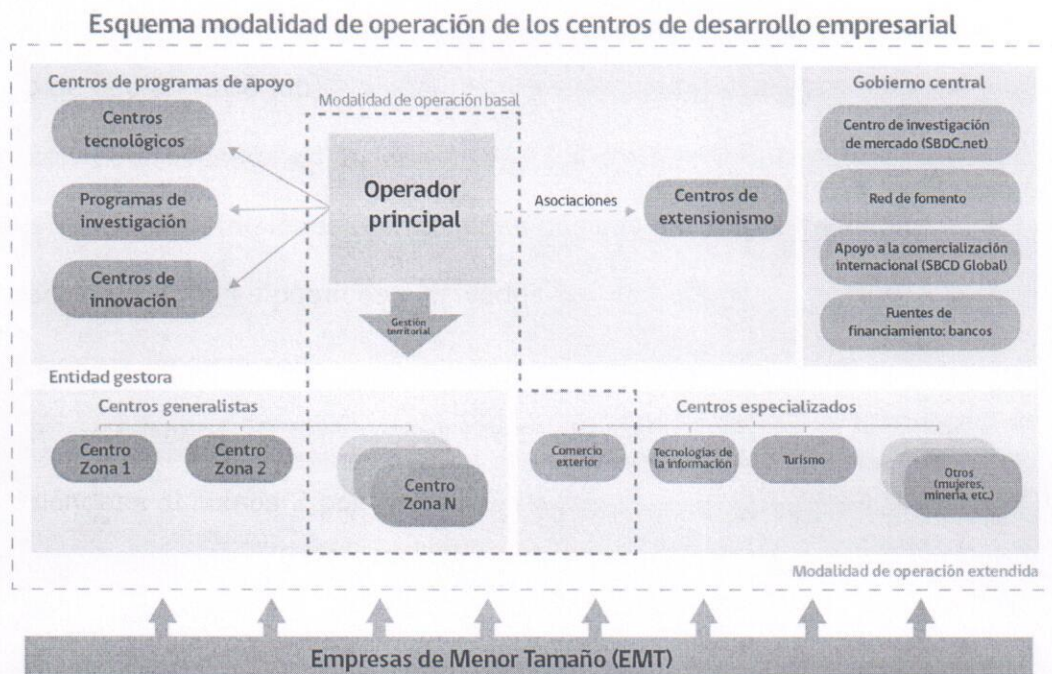 Esquema modalidad de operación de los centros de desarrollo empresarial
Centros de programas de apoyo
Centros
tecnológicos
Programas de
investigación
Centros de
innovación
Modalidad de operación basal
Operador
principal
Gestión
territorial
Asociaciones
Centros de
extensionismo
Gobierno central
Centro de investigación
de mercado (SBDC.net)
Red de fomento
Apoyo a la comercialización
internacional (SBCD Global)
Fuentes de
financiamiento: bancos
Entidad gestora
Centros generalistas
Centro
Zona 1
Centro
Zona 2
Centro
Zona N
Centros especializados
Comercio
exterior
Tecnologías de
la información
Turismo
Otros
(mujeres,
minería, etc.)
Modalidad de operación extendida
Empresas de Menor Tamaño (EMT)